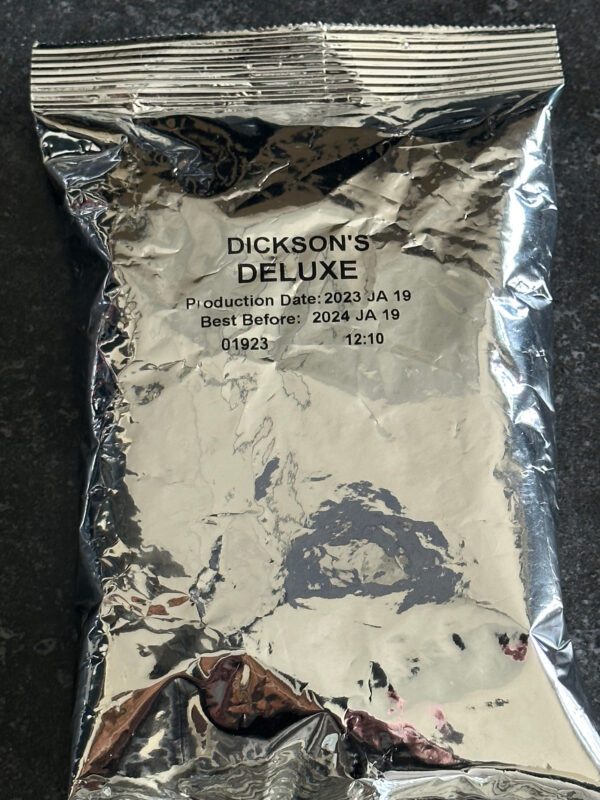 DICKSON'S
DELUXE
Production Date: 2023 JA 19
Best Before: 2024 JA 19
01923 12:10